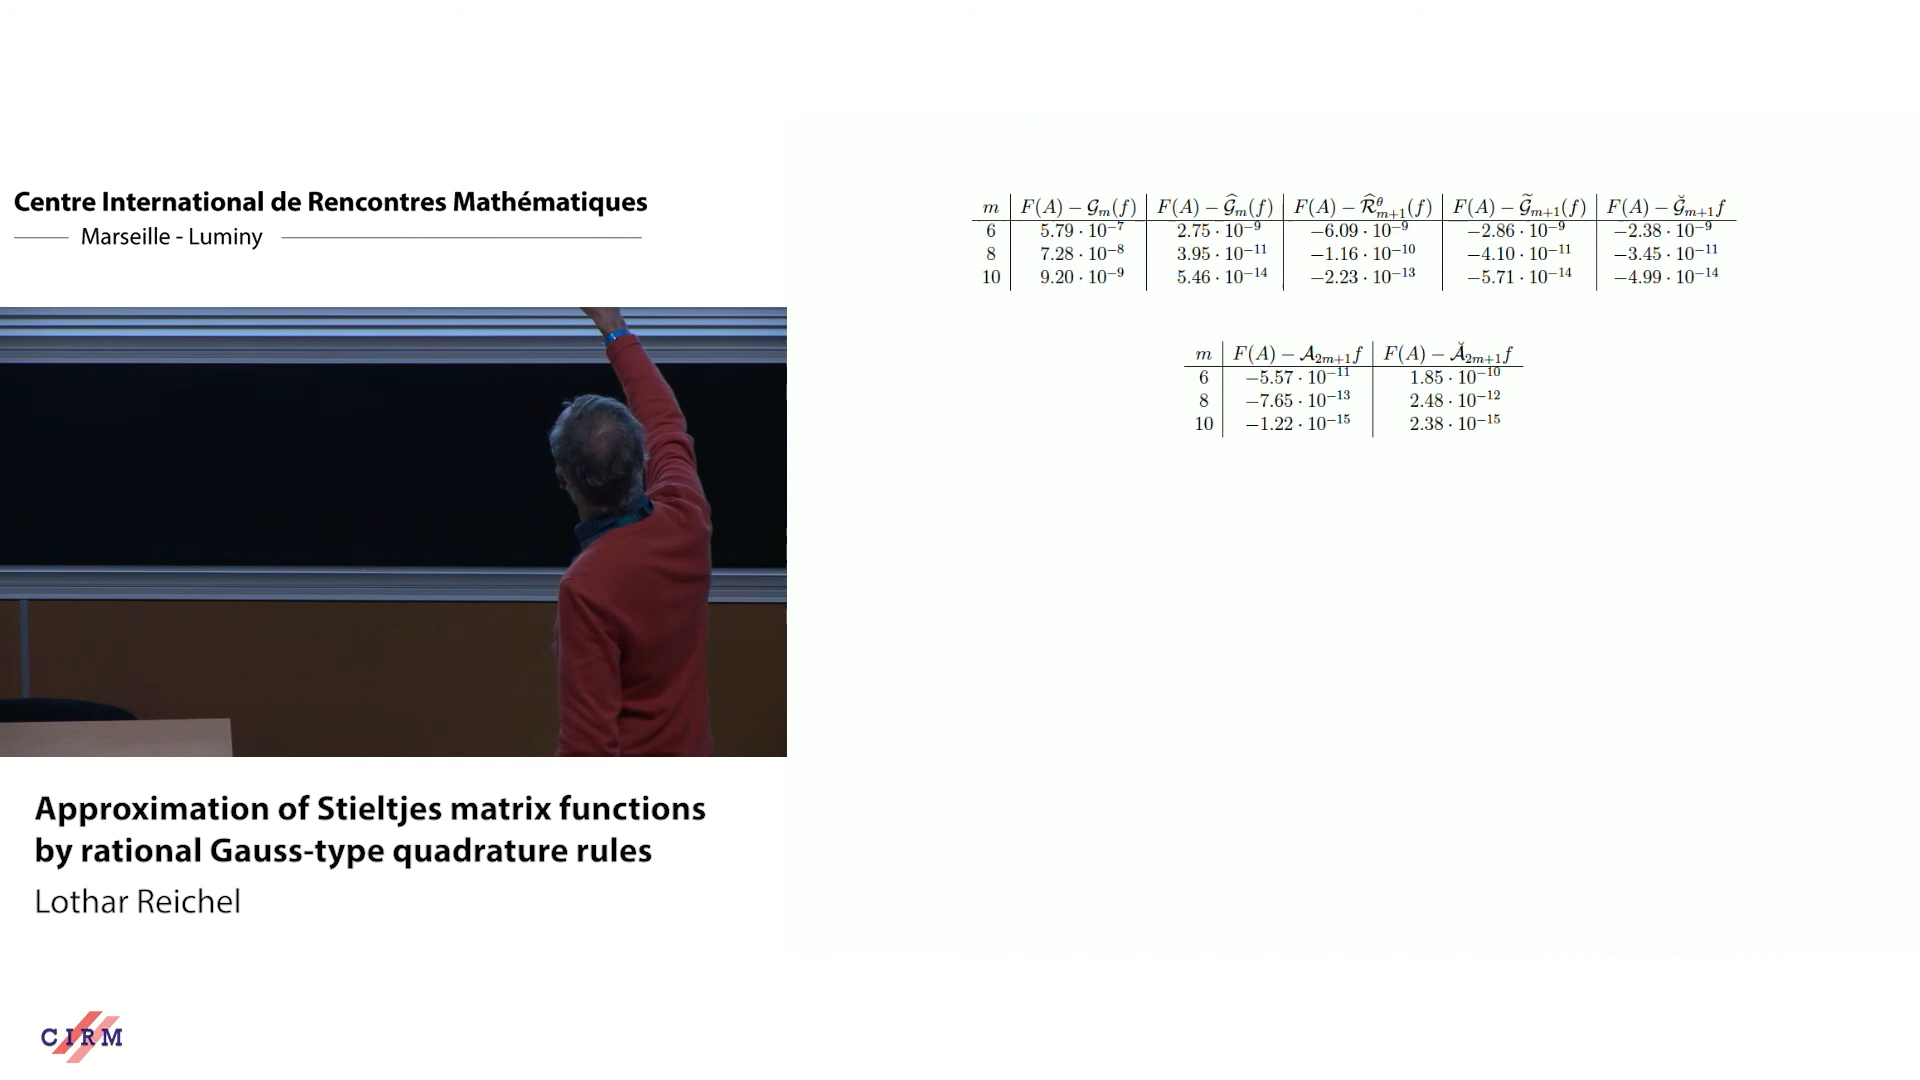 Centre International de Rencontres Mathématiques
Marseille - Luminy
m | F(A) − 𝒢_m(f) | F(A) − 𝒢̂_m(f) | F(A) − ℛ̂^θ_{m+1}(f) | F(A) − 𝒢̃_{m+1}(f) | F(A) − 𝒢̆_{m+1}f
6 | 5.79 · 10^{−7} | 2.75 · 10^{−9} | −6.09 · 10^{−9} | −2.86 · 10^{−9} | −2.38 · 10^{−9}
8 | 7.28 · 10^{−8} | 3.95 · 10^{−11} | −1.16 · 10^{−10} | −4.10 · 10^{−11} | −3.45 · 10^{−11}
10 | 9.20 · 10^{−9} | 5.46 · 10^{−14} | −2.23 · 10^{−13} | −5.71 · 10^{−14} | −4.99 · 10^{−14}
m | F(A) − 𝒜_{2m+1}f | F(A) − 𝒜̆_{2m+1}f
6 | −5.57 · 10^{−11} | 1.85 · 10^{−10}
8 | −7.65 · 10^{−13} | 2.48 · 10^{−12}
10 | −1.22 · 10^{−15} | 2.38 · 10^{−15}
Approximation of Stieltjes matrix functions
by rational Gauss-type quadrature rules
Lothar Reichel
CIRM